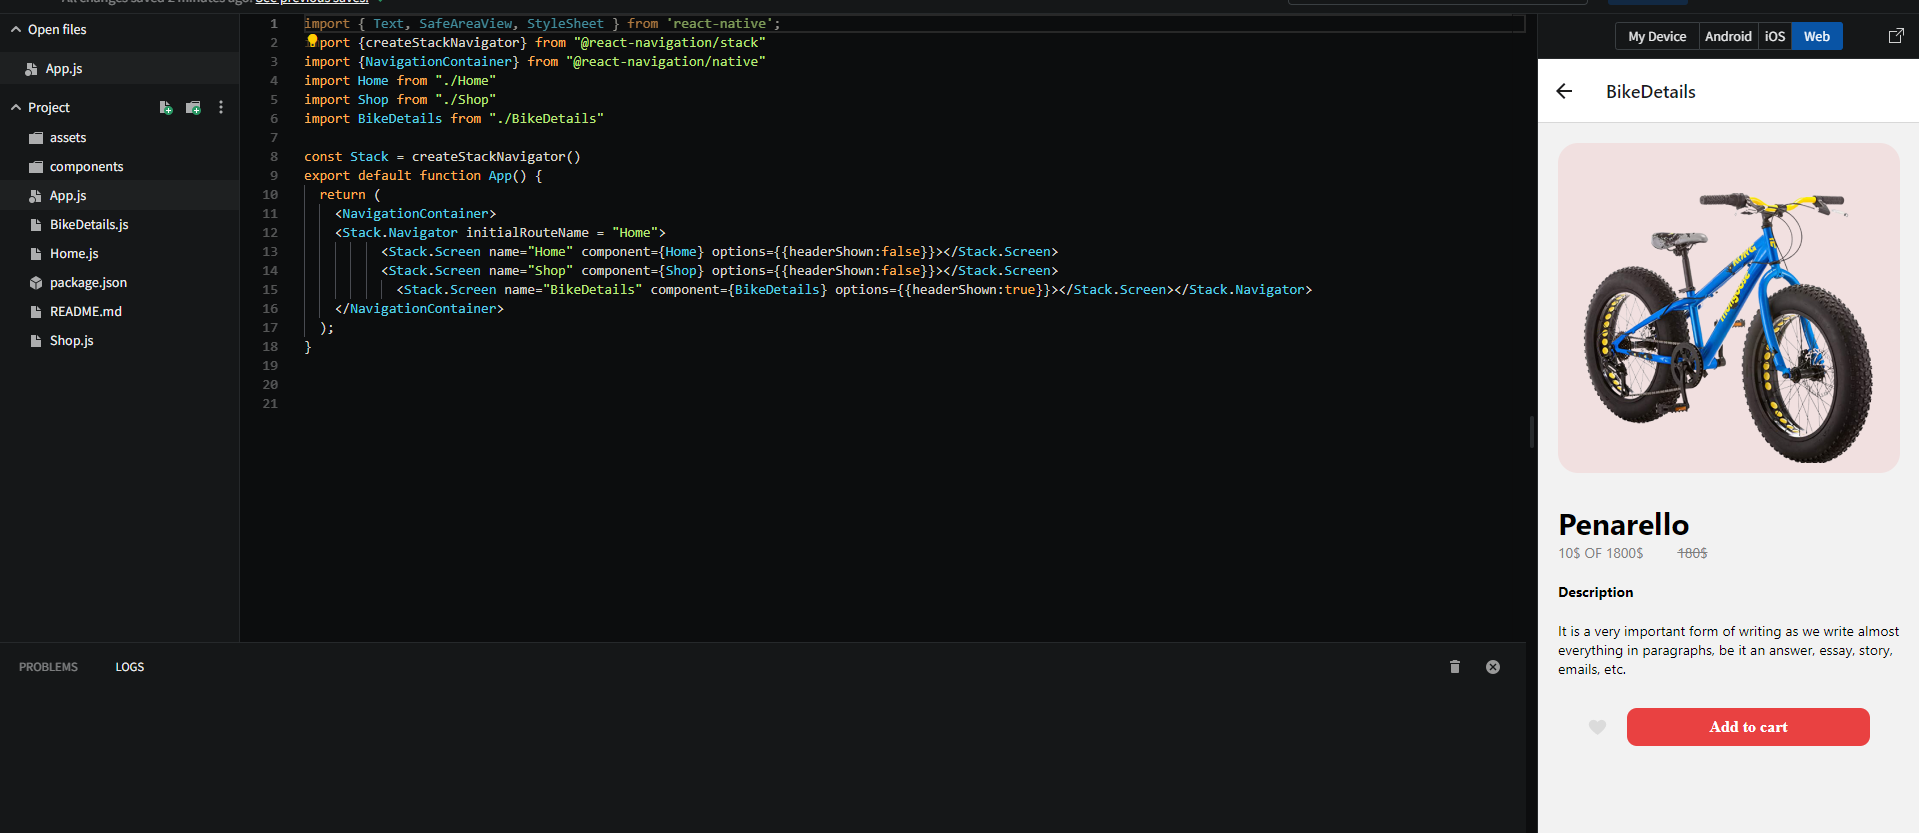 All changes saved 2 minutes ago. See previous saves.
Open files
App.js
Project
assets
components
App.js
BikeDetails.js
Home.js
package.json
README.md
Shop.js
1 import { Text, SafeAreaView, StyleSheet } from 'react-native';
2 import {createStackNavigator} from "@react-navigation/stack"
3 import {NavigationContainer} from "@react-navigation/native"
4 import Home from "./Home"
5 import Shop from "./Shop"
6 import BikeDetails from "./BikeDetails"
7
8 const Stack = createStackNavigator()
9 export default function App() {
10 return (
11 <NavigationContainer>
12 <Stack.Navigator initialRouteName = "Home">
13 <Stack.Screen name="Home" component={Home} options={{headerShown:false}}></Stack.Screen>
14 <Stack.Screen name="Shop" component={Shop} options={{headerShown:false}}></Stack.Screen>
15 <Stack.Screen name="BikeDetails" component={BikeDetails} options={{headerShown:true}}></Stack.Screen></Stack.Navigator>
16 </NavigationContainer>
17 );
18 }
19
20
21
PROBLEMS LOGS
My Device Android iOS Web
BikeDetails
MONGOOSE
Penarello
10$ OF 1800$ 180$
Description
It is a very important form of writing as we write almost
everything in paragraphs, be it an answer, essay, story,
emails, etc.
Add to cart